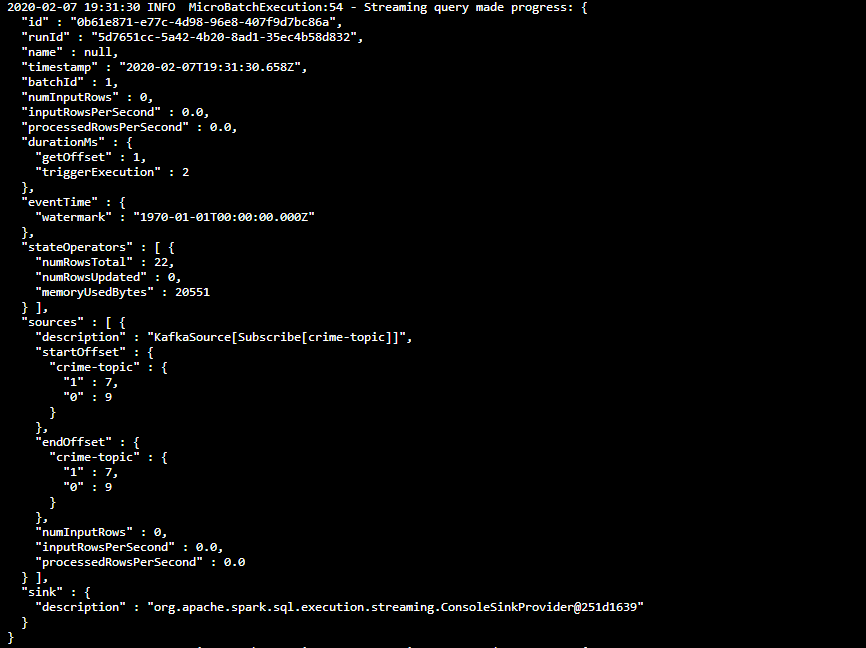 2020-02-07 19:31:30 INFO  MicroBatchExecution:54 - Streaming query made progress: {
  "id" : "0b61e871-e77c-4d98-96e8-407f9d7bc86a",
  "runId" : "5d7651cc-5a42-4b20-8ad1-35ec4b58d832",
  "name" : null,
  "timestamp" : "2020-02-07T19:31:30.658Z",
  "batchId" : 1,
  "numInputRows" : 0,
  "inputRowsPerSecond" : 0.0,
  "processedRowsPerSecond" : 0.0,
  "durationMs" : {
    "getOffset" : 1,
    "triggerExecution" : 2
  },
  "eventTime" : {
    "watermark" : "1970-01-01T00:00:00.000Z"
  },
  "stateOperators" : [ {
    "numRowsTotal" : 22,
    "numRowsUpdated" : 0,
    "memoryUsedBytes" : 20551
  } ],
  "sources" : [ {
    "description" : "KafkaSource[Subscribe[crime-topic]]",
    "startOffset" : {
      "crime-topic" : {
        "1" : 7,
        "0" : 9
      }
    },
    "endOffset" : {
      "crime-topic" : {
        "1" : 7,
        "0" : 9
      }
    },
    "numInputRows" : 0,
    "inputRowsPerSecond" : 0.0,
    "processedRowsPerSecond" : 0.0
  } ],
  "sink" : {
    "description" : "org.apache.spark.sql.execution.streaming.ConsoleSinkProvider@251d1639"
  }
}